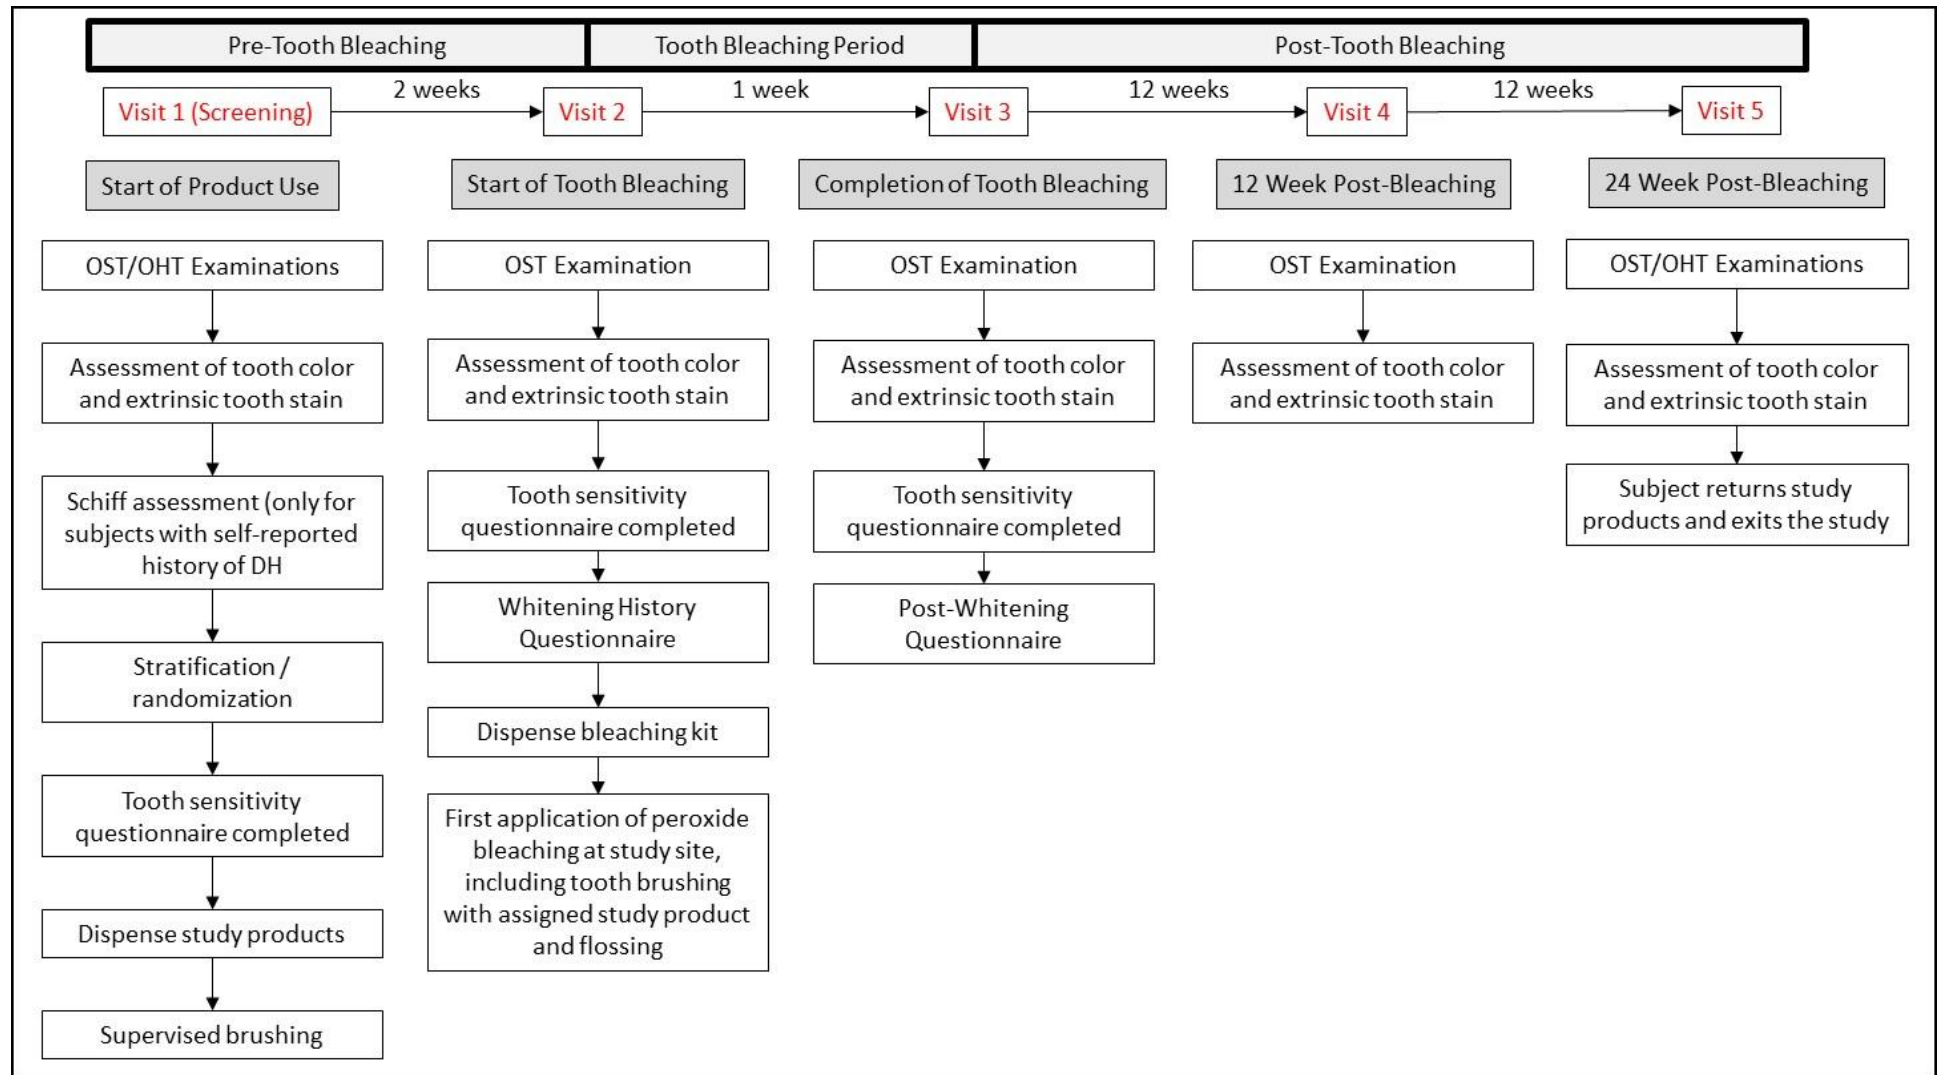 Pre-Tooth Bleaching
Tooth Bleaching Period
Post-Tooth Bleaching
Visit 1 (Screening)
2 weeks
Visit 2
1 week
Visit 3
12 weeks
Visit 4
12 weeks
Visit 5
Start of Product Use
Start of Tooth Bleaching
Completion of Tooth Bleaching
12 Week Post-Bleaching
24 Week Post-Bleaching
OST/OHT Examinations
Assessment of tooth color
and extrinsic tooth stain
Schiff assessment (only for
subjects with self-reported
history of DH
Stratification /
randomization
Tooth sensitivity
questionnaire completed
Dispense study products
Supervised brushing
OST Examination
Assessment of tooth color
and extrinsic tooth stain
Tooth sensitivity
questionnaire completed
Whitening History
Questionnaire
Dispense bleaching kit
First application of peroxide
bleaching at study site,
including tooth brushing
with assigned study product
and flossing
OST Examination
Assessment of tooth color
and extrinsic tooth stain
Tooth sensitivity
questionnaire completed
Post-Whitening
Questionnaire
OST Examination
Assessment of tooth color
and extrinsic tooth stain
OST/OHT Examinations
Assessment of tooth color
and extrinsic tooth stain
Subject returns study
products and exits the study